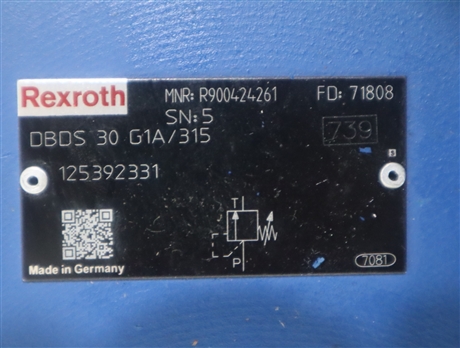 Rexroth MNR: R900424261 FD: 71808
SN: 5
DBDS 30 G1A/315 739
125392331
T
P
Made in Germany 7081